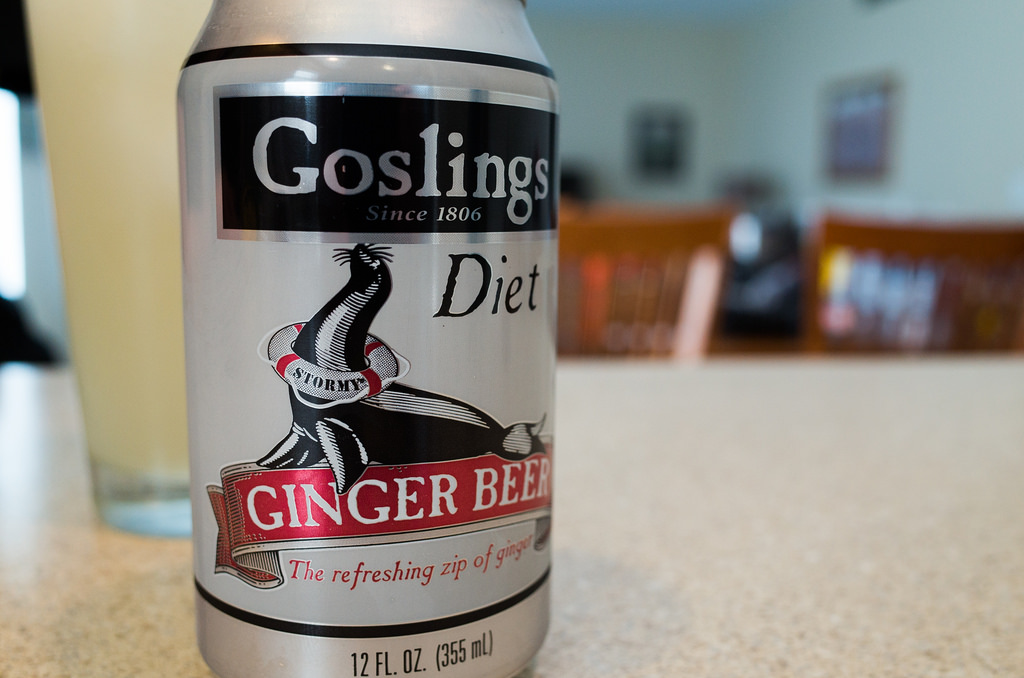 Goslings
Since 1806
Diet
STORMY
GINGER BEER
The refreshing zip of ginger
12 FL. OZ. (355 mL)